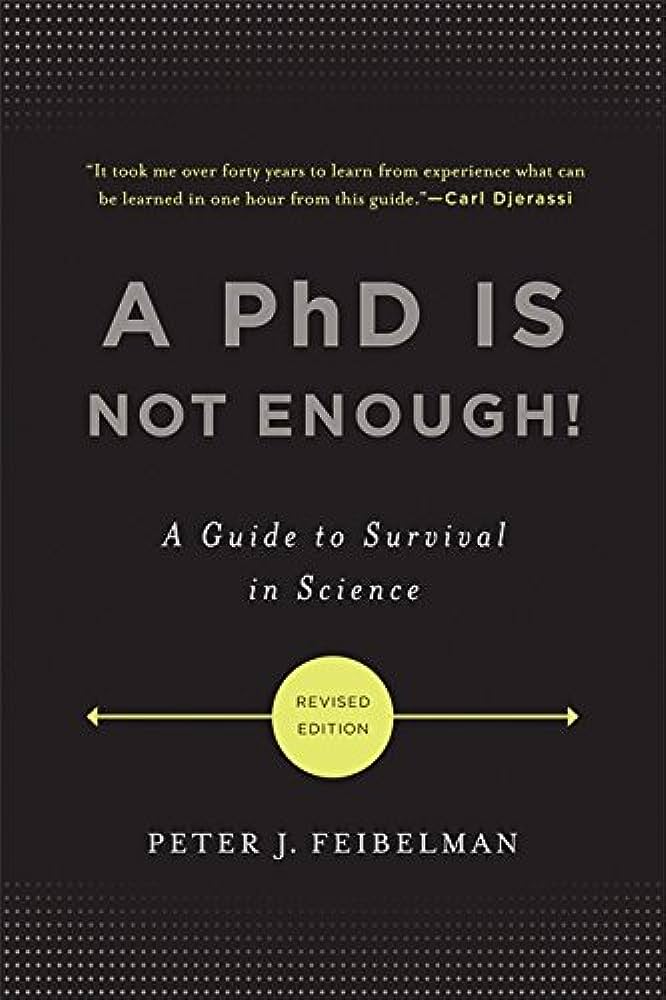 "It took me over forty years to learn from experience what can
be learned in one hour from this guide."—Carl Djerassi
A PhD IS
NOT ENOUGH!
A Guide to Survival
in Science
REVISED
EDITION
PETER J. FEIBELMAN